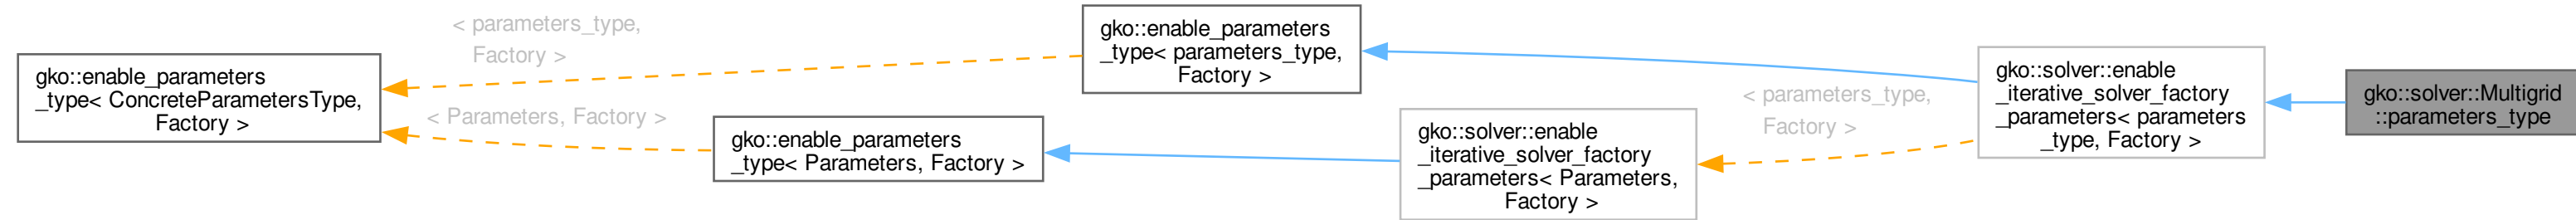 gko::enable_parameters
_type< ConcreteParametersType,
Factory >
< parameters_type,
Factory >
< Parameters, Factory >
gko::enable_parameters
_type< parameters_type,
Factory >
gko::enable_parameters
_type< Parameters, Factory >
gko::solver::enable
_iterative_solver_factory
_parameters< Parameters,
Factory >
< parameters_type,
Factory >
gko::solver::enable
_iterative_solver_factory
_parameters< parameters
_type, Factory >
gko::solver::Multigrid
::parameters_type